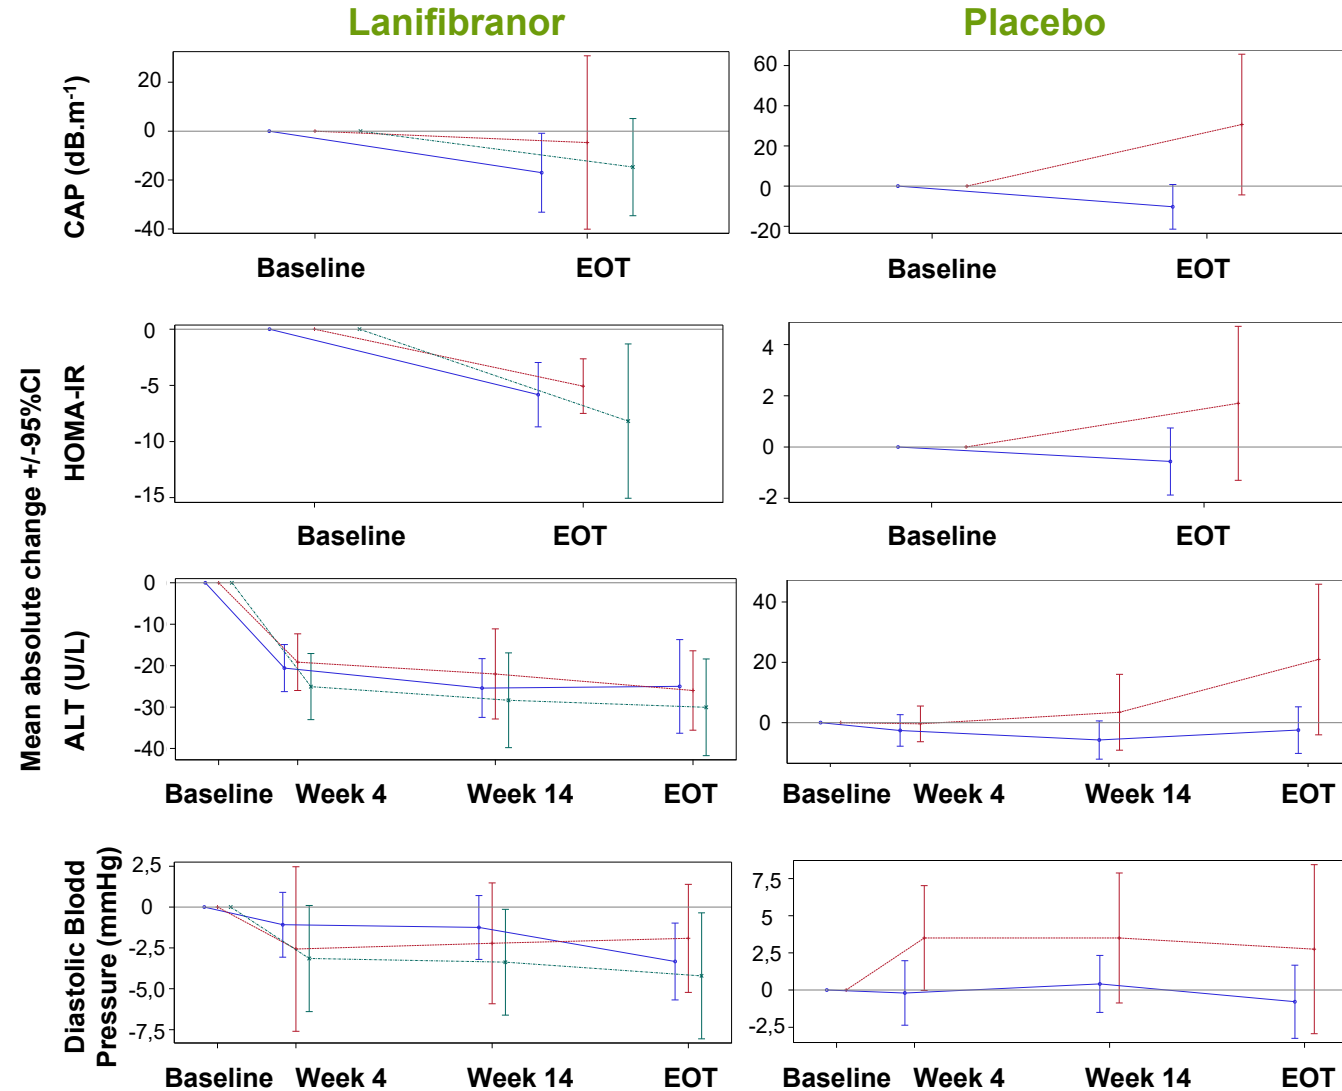 Lanifibranor Placebo
Mean absolute change +/-95%CI
CAP (dB.m-1)
20
0
-20
-40
Baseline EOT
60
40
20
0
-20
Baseline EOT
HOMA-IR
0
-5
-10
-15
Baseline EOT
4
2
0
-2
Baseline EOT
ALT (U/L)
0
-10
-20
-30
-40
Baseline Week 4 Week 14 EOT
40
20
0
Baseline Week 4 Week 14 EOT
Diastolic Blodd
Pressure (mmHg)
2,5
0
-2,5
-5,0
-7,5
Baseline Week 4 Week 14 EOT
7,5
5
2,5
0
-2,5
Baseline Week 4 Week 14 EOT